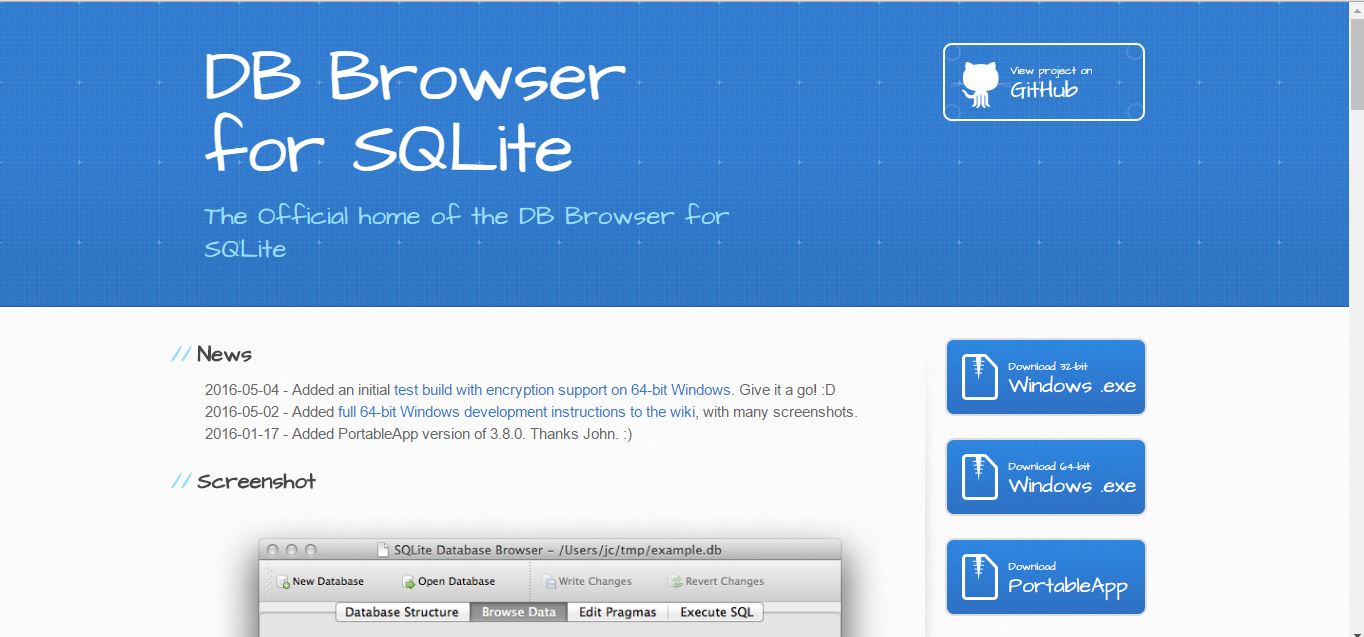 DB Browser
for SQLite
The Official home of the DB Browser for
SQLite
View project on
GitHub
// News
2016-05-04 - Added an initial test build with encryption support on 64-bit Windows. Give it a go! :D
2016-05-02 - Added full 64-bit Windows development instructions to the wiki, with many screenshots.
2016-01-17 - Added PortableApp version of 3.8.0. Thanks John. :)
// Screenshot
SQLite Database Browser - /Users/jc/tmp/example.db
New Database Open Database Write Changes Revert Changes
Database Structure Browse Data Edit Pragmas Execute SQL
Download 32-bit
Windows .exe
Download 64-bit
Windows .exe
Download
PortableApp